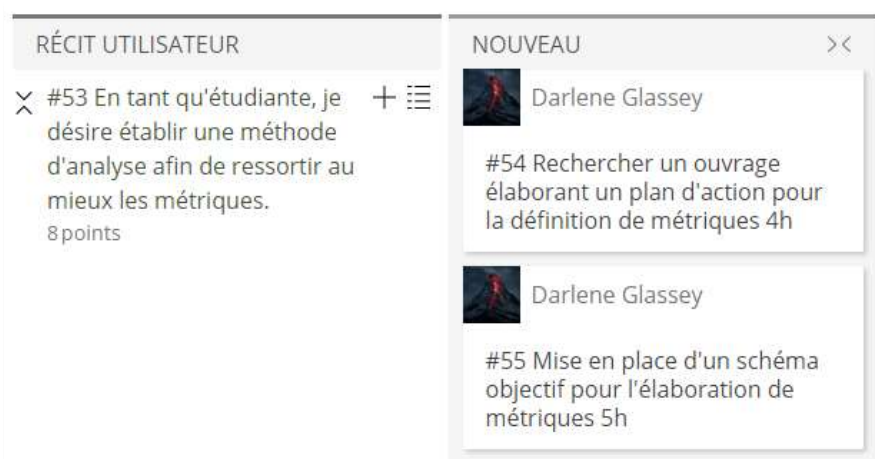 RÉCIT UTILISATEUR
#53 En tant qu'étudiante, je
désire établir une méthode
d'analyse afin de ressortir au
mieux les métriques.
8 points
NOUVEAU
Darlene Glassey
#54 Rechercher un ouvrage
élaborant un plan d'action pour
la définition de métriques 4h
Darlene Glassey
#55 Mise en place d'un schéma
objectif pour l'élaboration de
métriques 5h